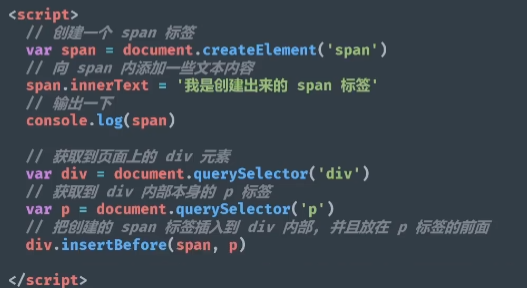 <script>
// 创建一个 span 标签
var span = document.createElement('span')
// 向 span 内添加一些文本内容
span.innerText = '我是创建出来的 span 标签'
// 输出一下
console.log(span)
// 获取到页面上的 div 元素
var div = document.querySelector('div')
// 获取到 div 内部本身的 p 标签
var p = document.querySelector('p')
// 把创建的 span 标签插入到 div 内部, 并且放在 p 标签的前面
div.insertBefore(span, p)
</script>